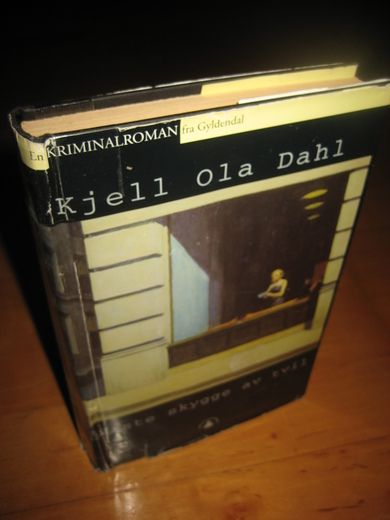 En KRIMINALROMAN fra Gyldendal
Kjell Ola Dahl
skygge av tvil